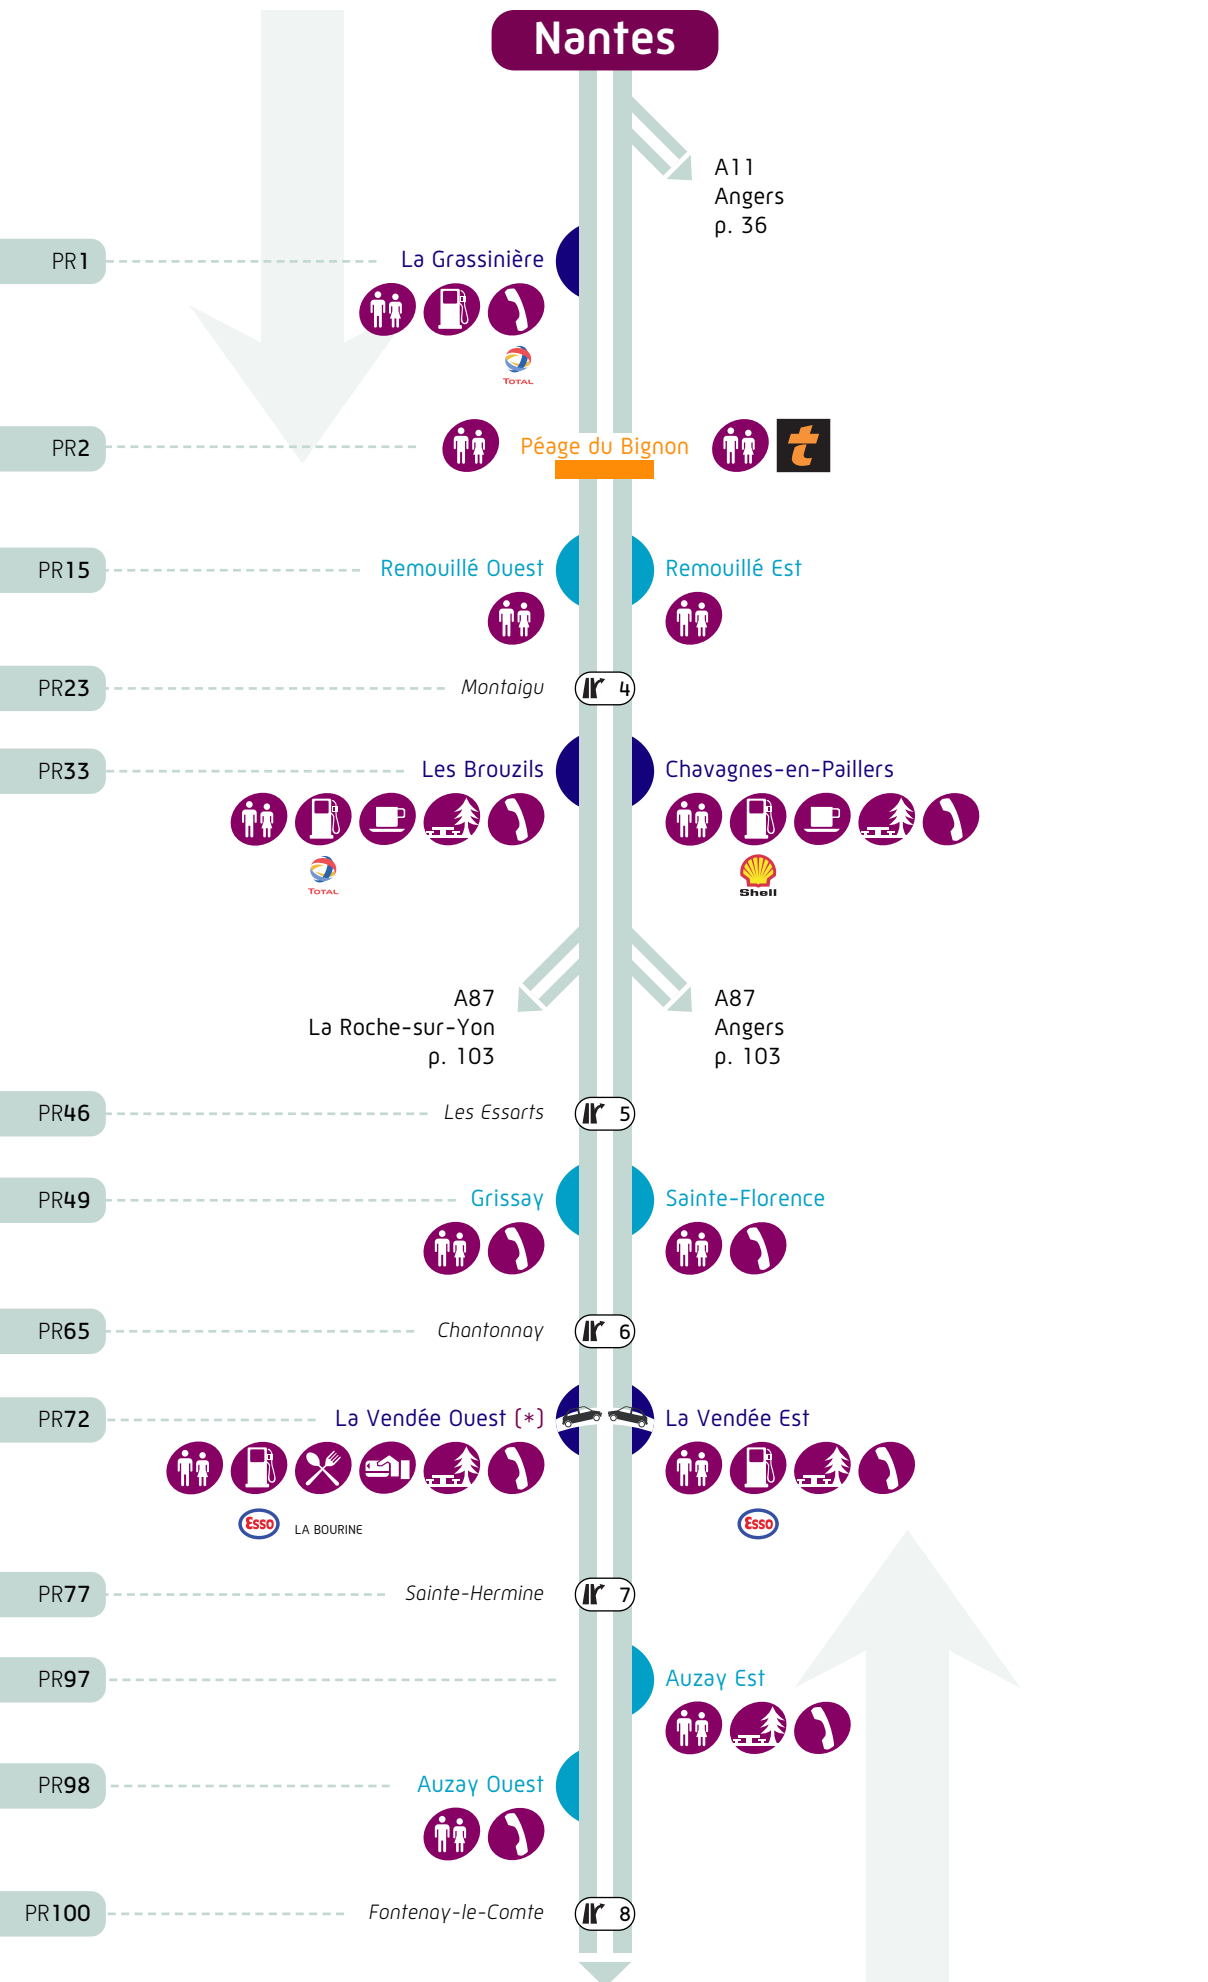 Nantes
A11
Angers
p. 36
PR1
La Grassinière
TOTAL
PR2
Péage du Bignon
t
PR15
Remouillé Ouest
Remouillé Est
PR23
Montaigu
4
PR33
Les Brouzils
Chavagnes-en-Paillers
TOTAL
Shell
A87
La Roche-sur-Yon
p. 103
A87
Angers
p. 103
PR46
Les Essarts
5
PR49
Grissay
Sainte-Florence
PR65
Chantonnay
6
PR72
La Vendée Ouest (*)
La Vendée Est
Esso
LA BOURINE
Esso
PR77
Sainte-Hermine
7
PR97
Auzay Est
PR98
Auzay Ouest
PR100
Fontenay-le-Comte
8